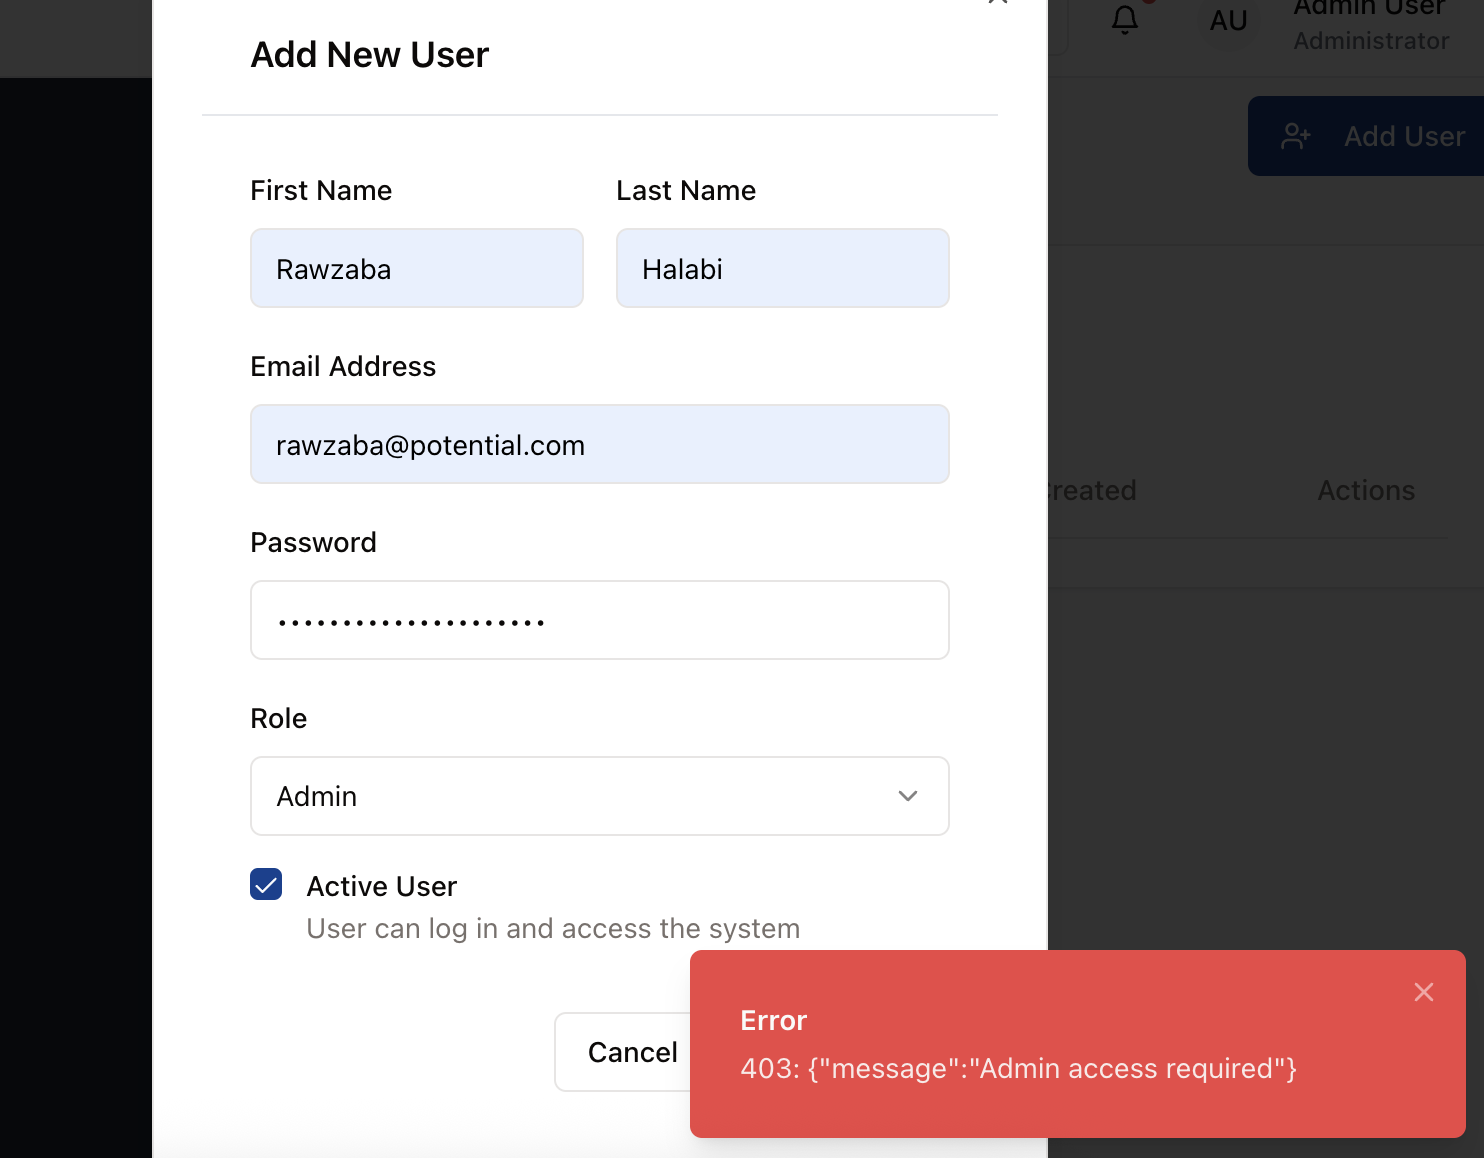 Add New User
AU
Admin User
Administrator
Add User
First Name
Last Name
Rawzaba
Halabi
Email Address
rawzaba@potential.com
Created
Actions
Password
Role
Admin
Active User
User can log in and access the system
Cancel
Error
403: {"message":"Admin access required"}